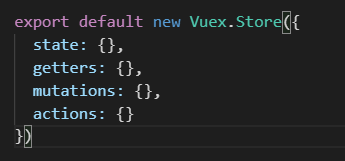 export default new Vuex.Store({
  state: {},
  getters: {},
  mutations: {},
  actions: {}
})